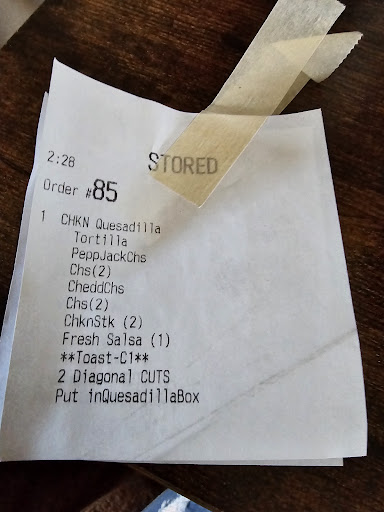 2:28 STORED
Order #85
1 CHKN Quesadilla
Tortilla
PeppJackChs
Chs(2)
CheddChs
Chs(2)
ChknStk (2)
Fresh Salsa (1)
**Toast-C1**
2 Diagonal CUTS
Put inQuesadillaBox